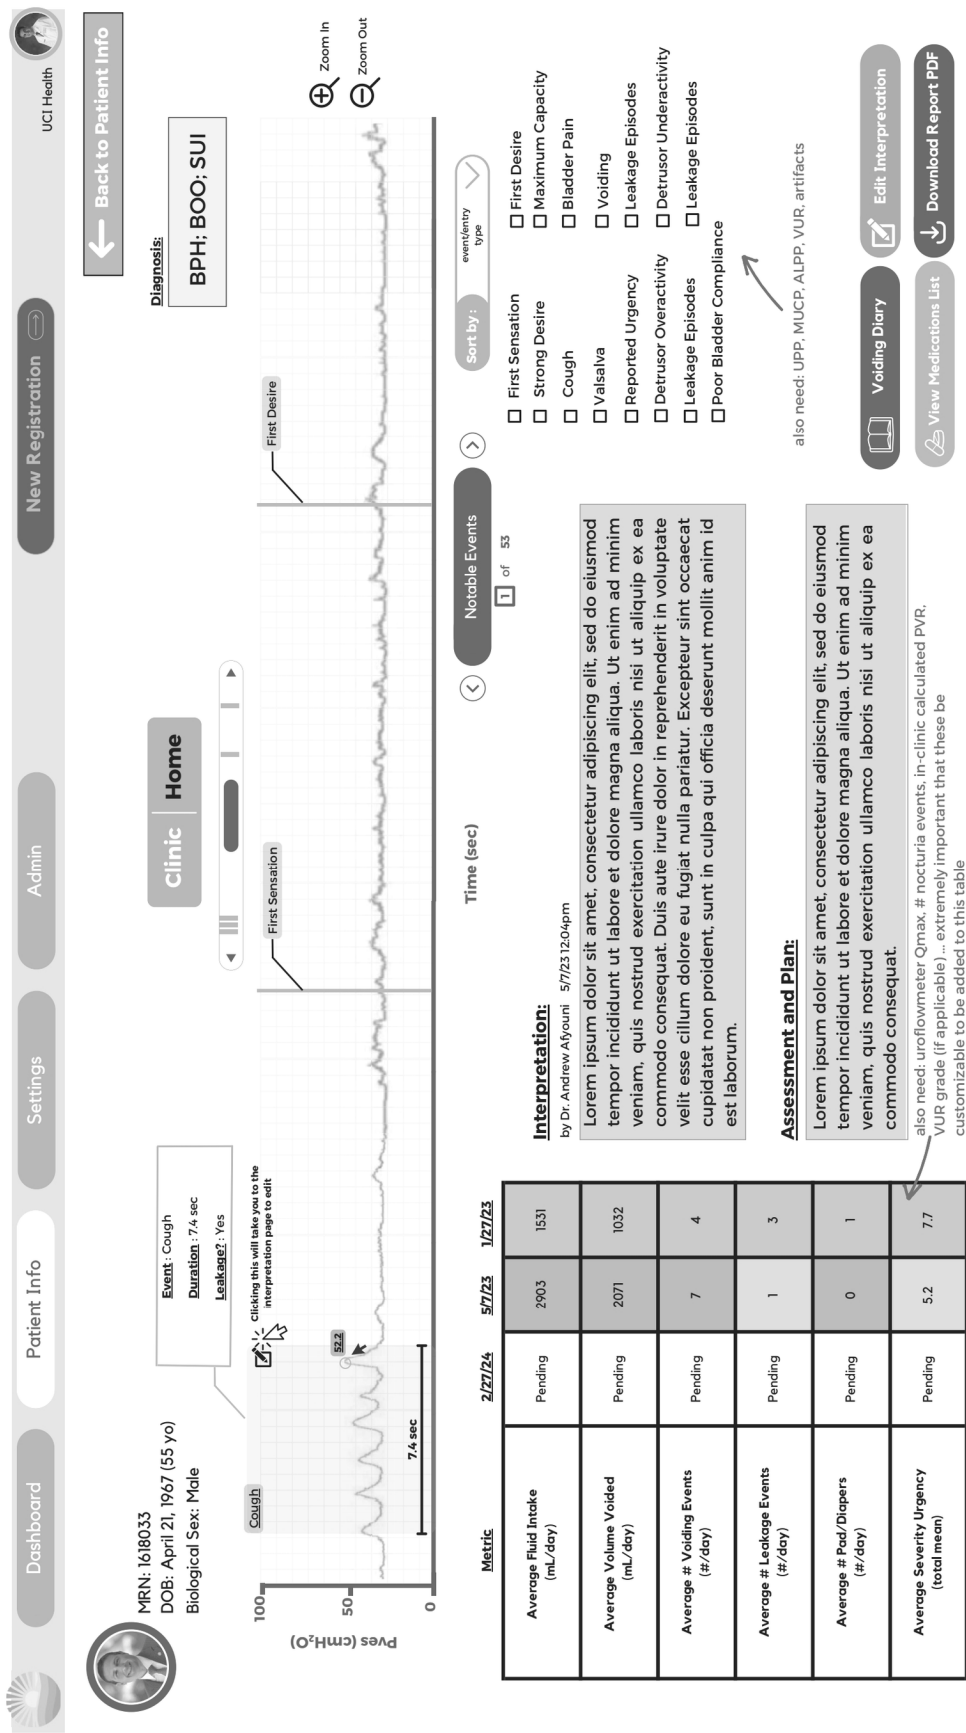 Dashboard
Patient Info
Settings
Admin
New Registration
UCI Health
MRN: 1618033
DOB: April 21, 1967 (55 yo)
Biological Sex: Male
Back to Patient Info
Clinic Home
Diagnosis:
BPH; BOO; SUI
Event : Cough
Duration : 7.4 sec
Leakage? : Yes
Clicking this will take you to the
interpretation page to edit
Zoom In
Zoom Out
Pves (cmH₂O)
100
50
0
Cough
52.2
7.4 sec
First Sensation
First Desire
Time (sec)
Notable Events
1 of 53
Sort by :
event/entry
type
First Sensation
First Desire
Strong Desire
Maximum Capacity
Cough
Bladder Pain
Valsalva
Voiding
Reported Urgency
Leakage Episodes
Detrusor Overactivity
Detrusor Underactivity
Leakage Episodes
Leakage Episodes
Poor Bladder Compliance
also need: UPP, MUCP, ALPP, VUR, artifacts
Metric 2/27/24 5/7/23 1/27/23
Average Fluid Intake
(mL/day)
Pending 2903 1531
Average Volume Voided
(mL/day)
Pending 2071 1032
Average # Voiding Events
(#/day)
Pending 7 4
Average # Leakage Events
(#/day)
Pending 1 3
Average # Pad/Diapers
(#/day)
Pending 0 1
Average Severity Urgency
(total mean)
Pending 5.2 7.7
Interpretation:
by Dr. Andrew Afyouni 5/7/23 12:04pm
Lorem ipsum dolor sit amet, consectetur adipiscing elit, sed do eiusmod
tempor incididunt ut labore et dolore magna aliqua. Ut enim ad minim
veniam, quis nostrud exercitation ullamco laboris nisi ut aliquip ex ea
commodo consequat. Duis aute irure dolor in reprehenderit in voluptate
velit esse cillum dolore eu fugiat nulla pariatur. Excepteur sint occaecat
cupidatat non proident, sunt in culpa qui officia deserunt mollit anim id
est laborum.
Assessment and Plan:
Lorem ipsum dolor sit amet, consectetur adipiscing elit, sed do eiusmod
tempor incididunt ut labore et dolore magna aliqua. Ut enim ad minim
veniam, quis nostrud exercitation ullamco laboris nisi ut aliquip ex ea
commodo consequat.
also need: uroflowmeter Qmax, # nocturia events, in-clinic calculated PVR,
VUR grade (if applicable) ... extremely important that these be
customizable to be added to this table
Voiding Diary
Edit Interpretation
View Medications List
Download Report PDF